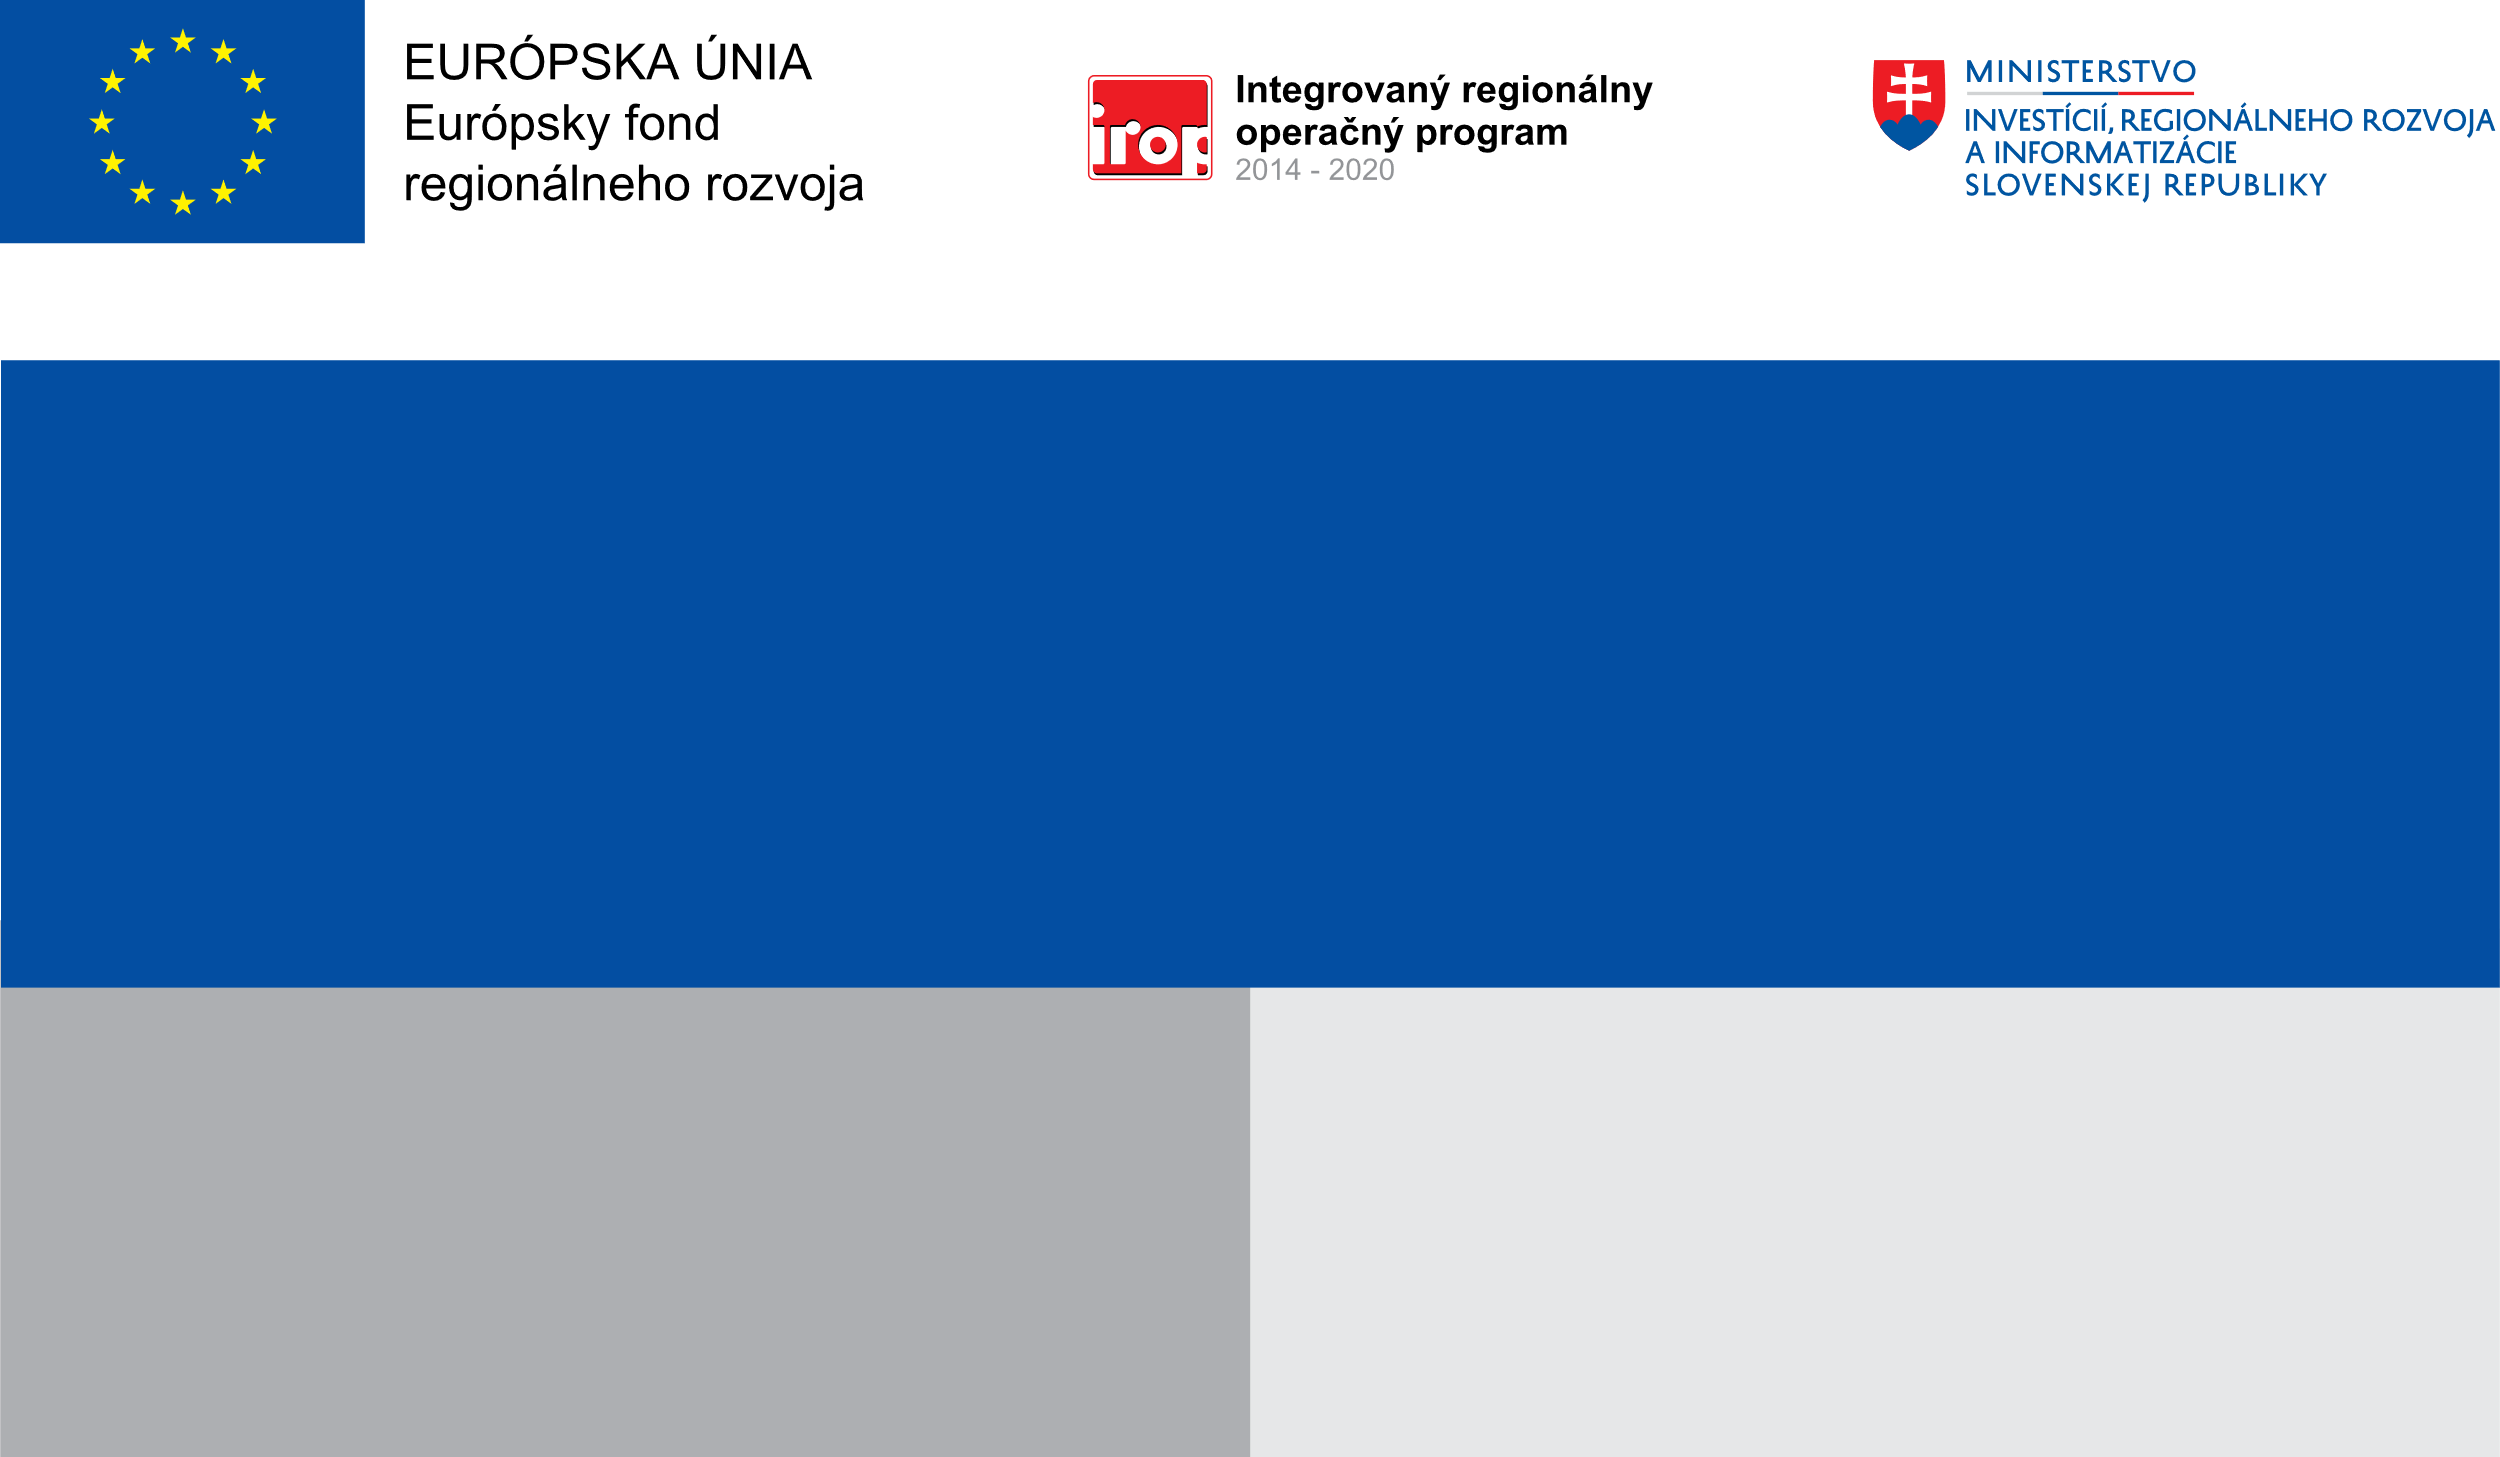 EURÓPSKA ÚNIA
Európsky fond
regionálneho rozvoja
irop
Integrovaný regionálny
operačný program
2014 - 2020
MINISTERSTVO
INVESTÍCIÍ, REGIONÁLNEHO ROZVOJA
A INFORMATIZÁCIE
SLOVENSKEJ REPUBLIKY